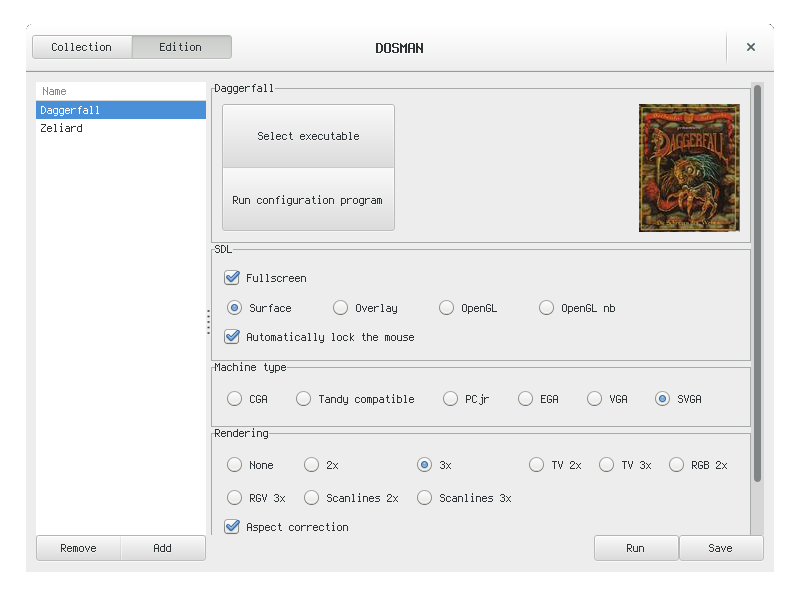 Collection Edition DOSMAN
Name
Daggerfall
Zeliard
Daggerfall
Select executable
Run configuration program
DAGGERFALL
SDL
Fullscreen
Surface Overlay OpenGL OpenGL nb
Automatically lock the mouse
Machine type
CGA Tandy compatible PCjr EGA VGA SVGA
Rendering
None 2x 3x TV 2x TV 3x RGB 2x
RGV 3x Scanlines 2x Scanlines 3x
Aspect correction
Remove Add Run Save